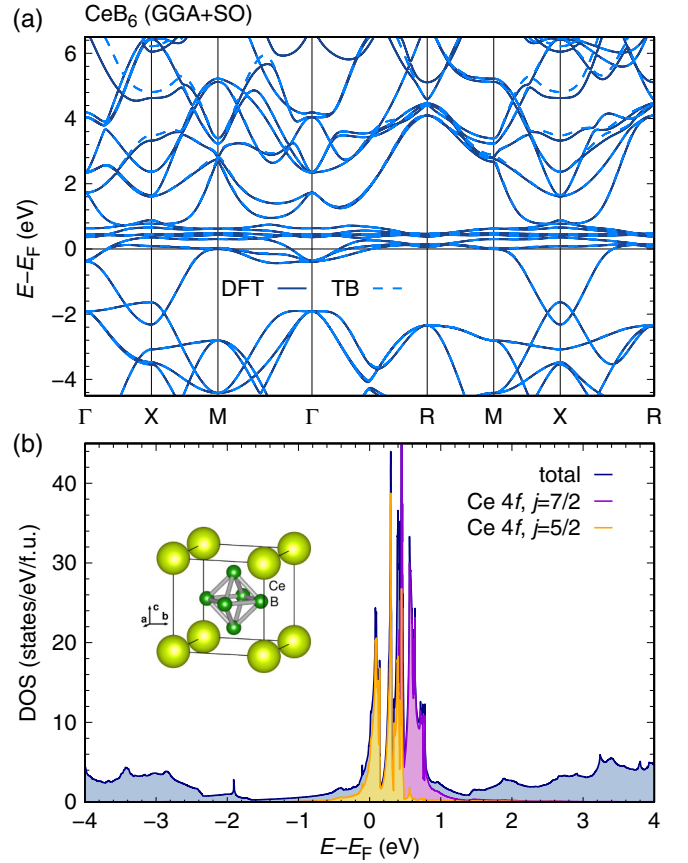 (a) CeB6 (GGA+SO)
6
4
2
0
−2
−4
E−EF (eV)
DFT TB
Γ X M Γ R M X R
(b)
40
30
20
10
0
DOS (states/eV/f.u.)
total
Ce 4f, j=7/2
Ce 4f, j=5/2
Ce
B
c
a b
−4 −3 −2 −1 0 1 2 3 4
E−EF (eV)